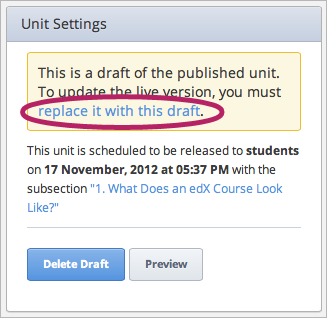 Unit Settings
This is a draft of the published unit.
To update the live version, you must
replace it with this draft.
This unit is scheduled to be released to students
on 17 November, 2012 at 05:37 PM with the
subsection "1. What Does an edX Course Look
Like?"
Delete Draft
Preview